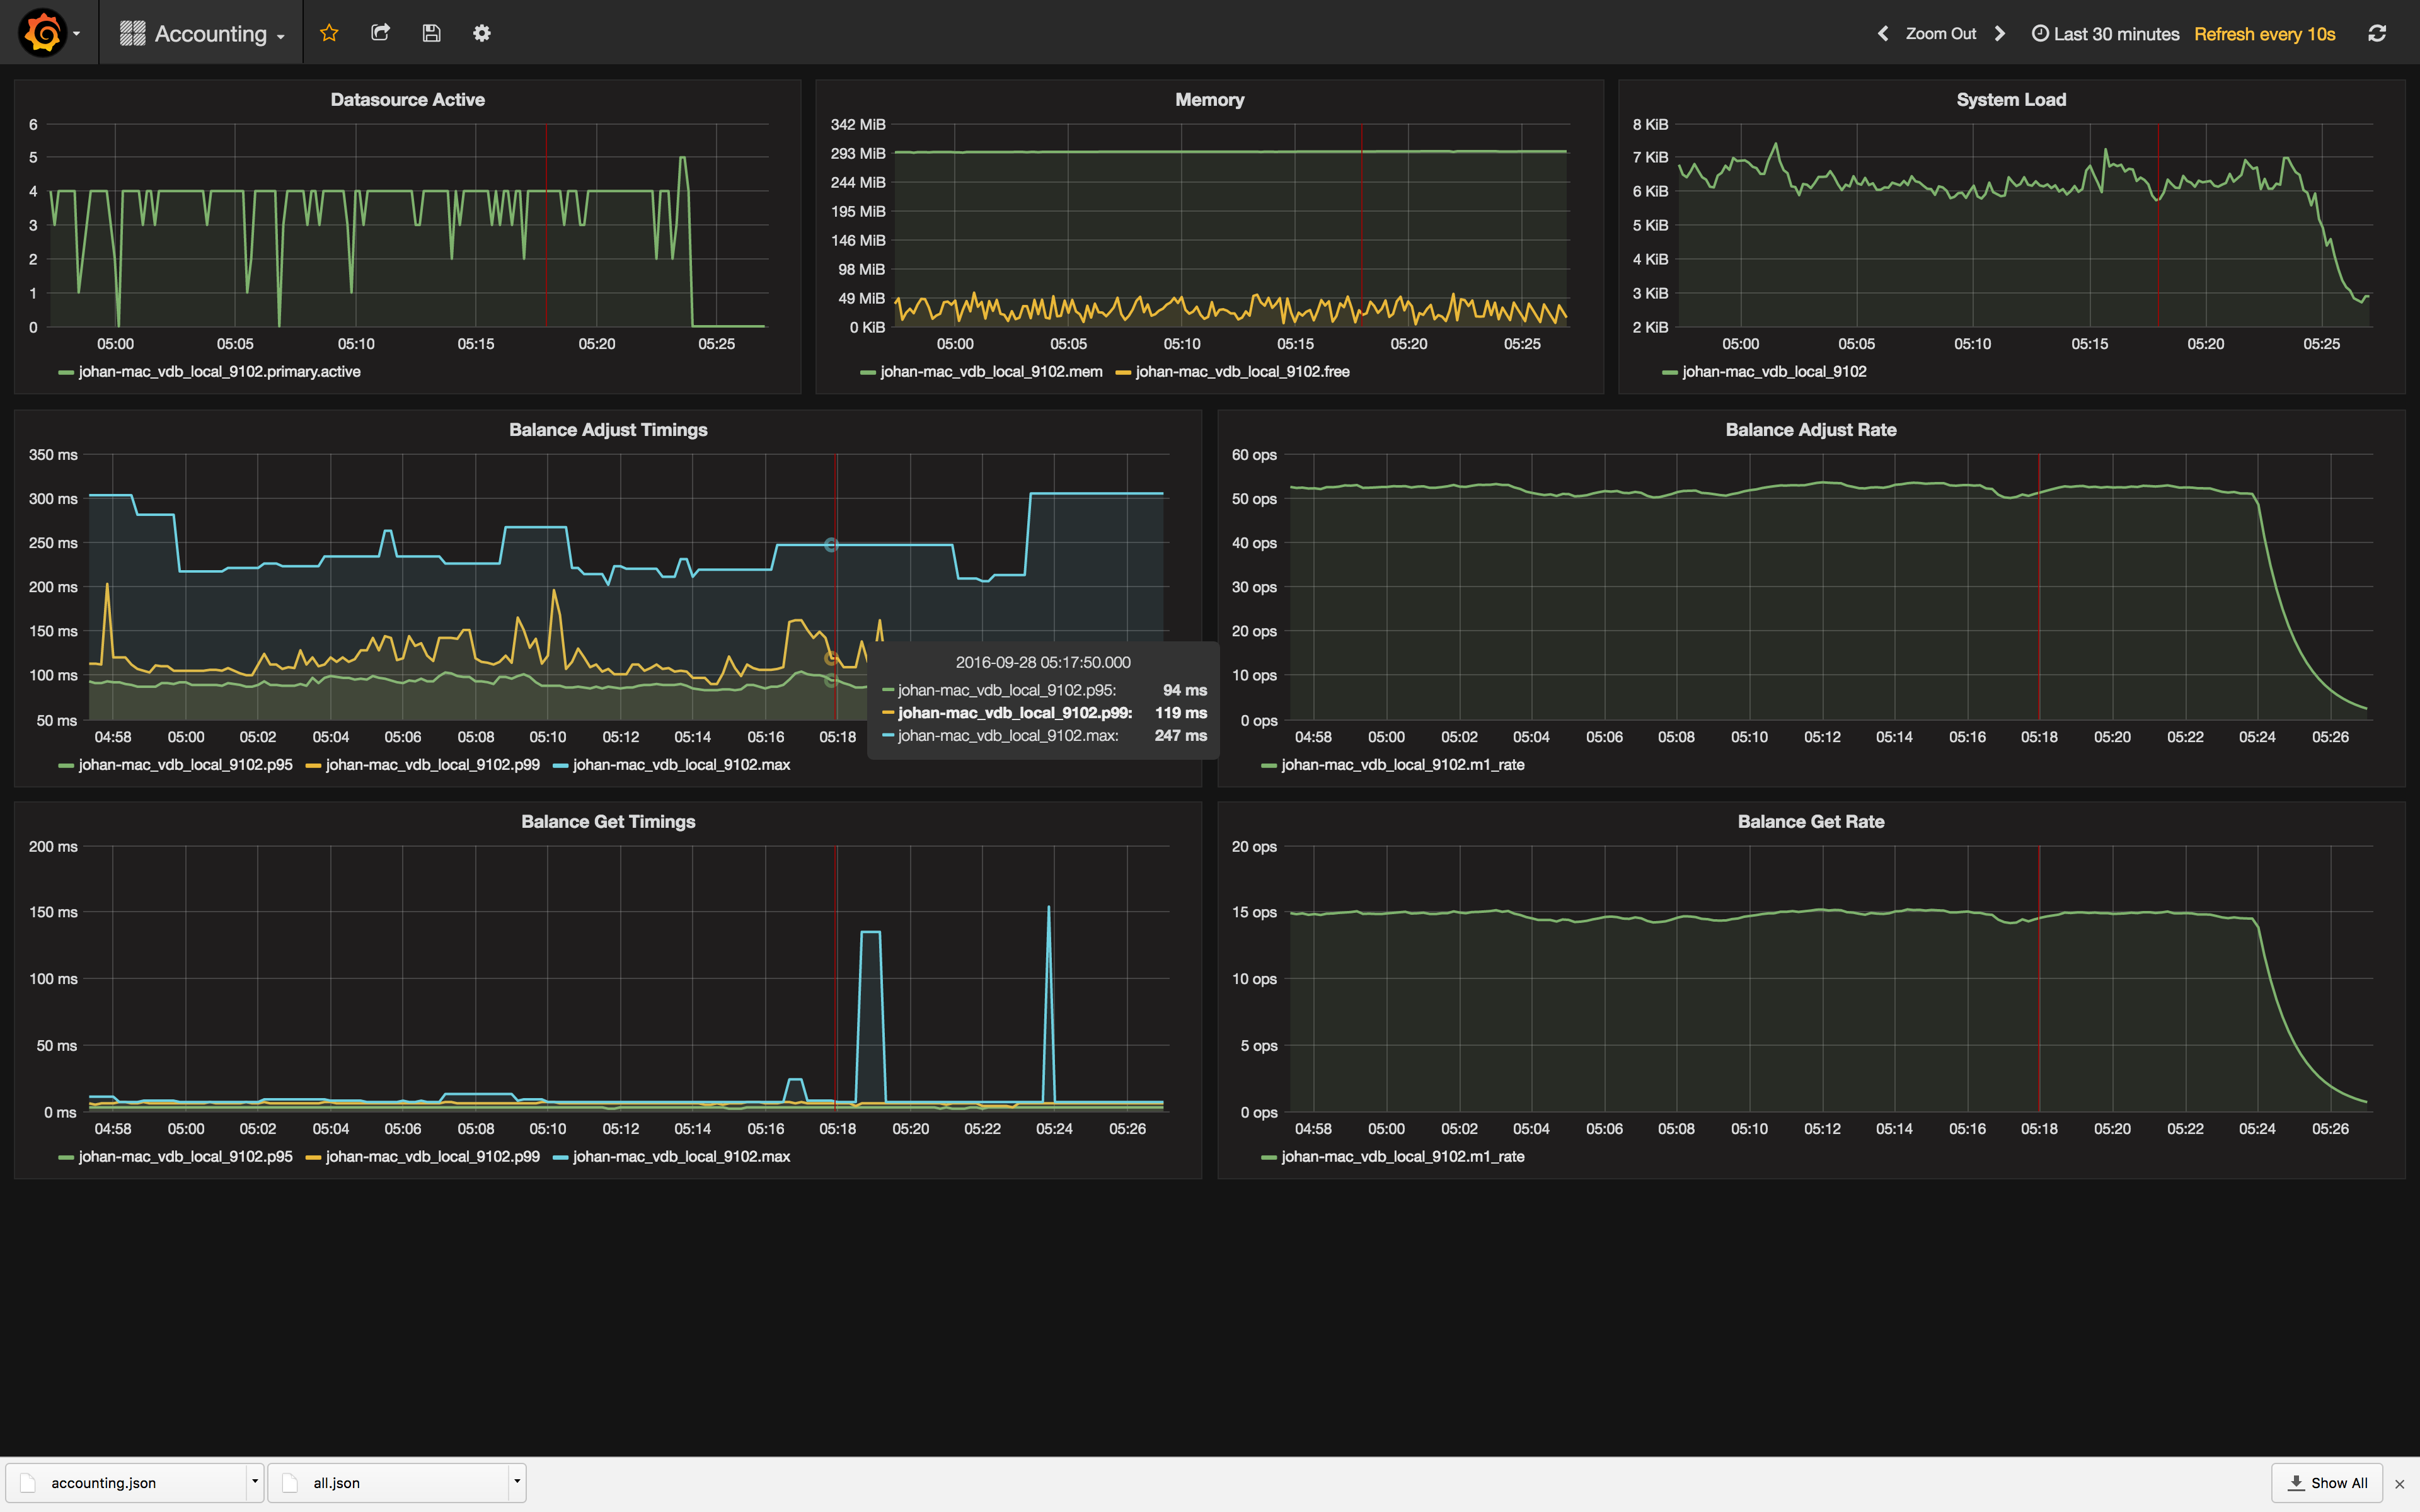 Accounting
Zoom Out
Last 30 minutes
Refresh every 10s
Datasource Active
6
5
4
3
2
1
0
05:00 05:05 05:10 05:15 05:20 05:25
johan-mac_vdb_local_9102.primary.active
Memory
342 MiB
293 MiB
244 MiB
195 MiB
146 MiB
98 MiB
49 MiB
0 KiB
05:00 05:05 05:10 05:15 05:20 05:25
johan-mac_vdb_local_9102.mem johan-mac_vdb_local_9102.free
System Load
8 KiB
7 KiB
6 KiB
5 KiB
4 KiB
3 KiB
2 KiB
05:00 05:05 05:10 05:15 05:20 05:25
johan-mac_vdb_local_9102
Balance Adjust Timings
350 ms
300 ms
250 ms
200 ms
150 ms
100 ms
50 ms
04:58 05:00 05:02 05:04 05:06 05:08 05:10 05:12 05:14 05:16 05:18
johan-mac_vdb_local_9102.p95 johan-mac_vdb_local_9102.p99 johan-mac_vdb_local_9102.max
2016-09-28 05:17:50.000
johan-mac_vdb_local_9102.p95: 94 ms
johan-mac_vdb_local_9102.p99: 119 ms
johan-mac_vdb_local_9102.max: 247 ms
Balance Adjust Rate
60 ops
50 ops
40 ops
30 ops
20 ops
10 ops
0 ops
04:58 05:00 05:02 05:04 05:06 05:08 05:10 05:12 05:14 05:16 05:18 05:20 05:22 05:24 05:26
johan-mac_vdb_local_9102.m1_rate
Balance Get Timings
200 ms
150 ms
100 ms
50 ms
0 ms
04:58 05:00 05:02 05:04 05:06 05:08 05:10 05:12 05:14 05:16 05:18 05:20 05:22 05:24 05:26
johan-mac_vdb_local_9102.p95 johan-mac_vdb_local_9102.p99 johan-mac_vdb_local_9102.max
Balance Get Rate
20 ops
15 ops
10 ops
5 ops
0 ops
04:58 05:00 05:02 05:04 05:06 05:08 05:10 05:12 05:14 05:16 05:18 05:20 05:22 05:24 05:26
johan-mac_vdb_local_9102.m1_rate
accounting.json
all.json
Show All